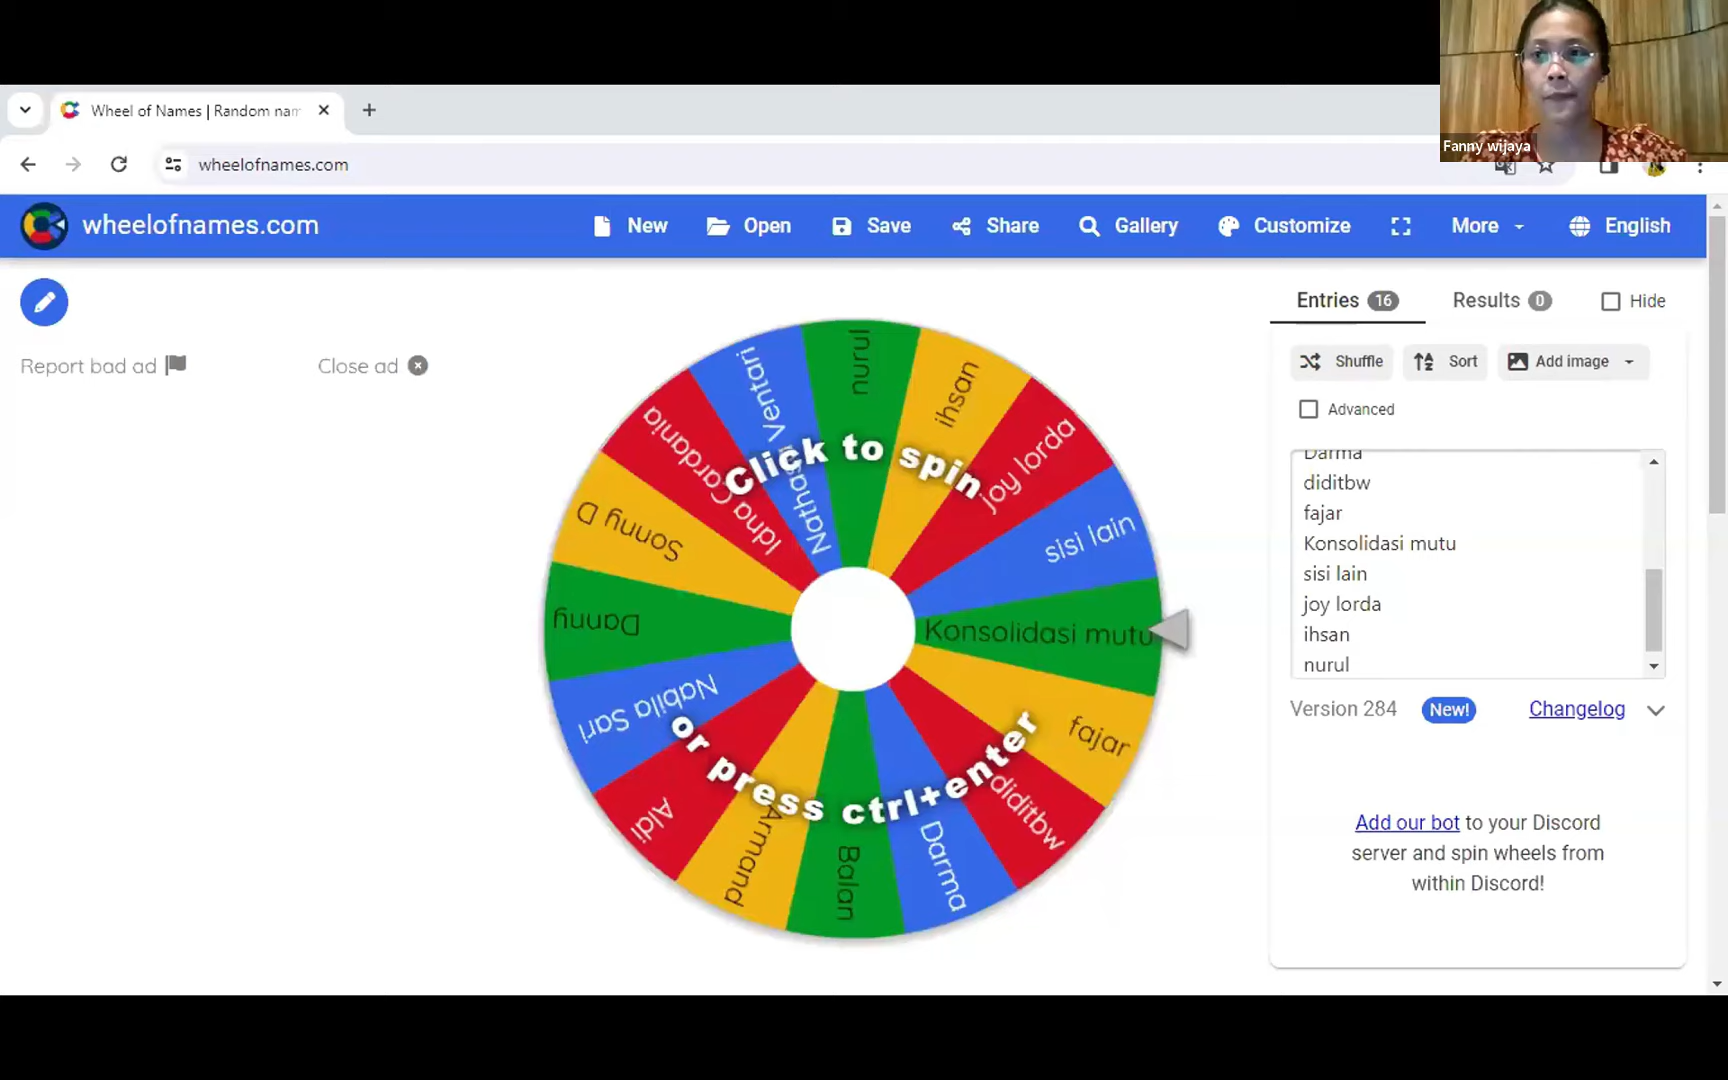 Fanny wijaya
Wheel of Names | Random nam
wheelofnames.com
wheelofnames.com
New
Open
Save
Share
Gallery
Customize
More
English
Report bad ad
Close ad
Entries 16
Results 0
Hide
Shuffle
Sort
Add image
Advanced
Darma
diditbw
fajar
Konsolidasi mutu
sisi lain
joy lorda
ihsan
nurul
Version 284
New!
Changelog
Add our bot to your Discord
server and spin wheels from
within Discord!
Click to spin
or press ctrl+enter
nurul
ihsan
joy lorda
sisi lain
Konsolidasi mutu
fajar
diditbw
Darma
Balan
Armand
Aldi
Nabila Sari
Danny
Sonny D
Idna Cardania
Ventari